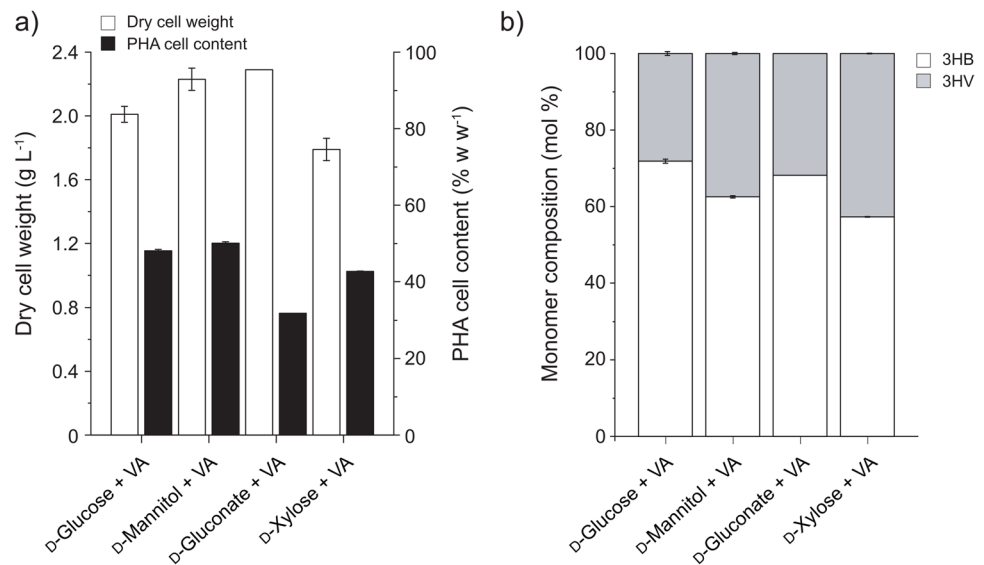 a)
Dry cell weight
PHA cell content
Dry cell weight (g L-1)
2.4
2.0
1.6
1.2
0.8
0.4
0
100
80
60
40
20
0
PHA cell content (% w w-1)
D-Glucose + VA
D-Mannitol + VA
D-Gluconate + VA
D-Xylose + VA
b)
3HB
3HV
Monomer composition (mol %)
100
80
60
40
20
0
D-Glucose + VA
D-Mannitol + VA
D-Gluconate + VA
D-Xylose + VA